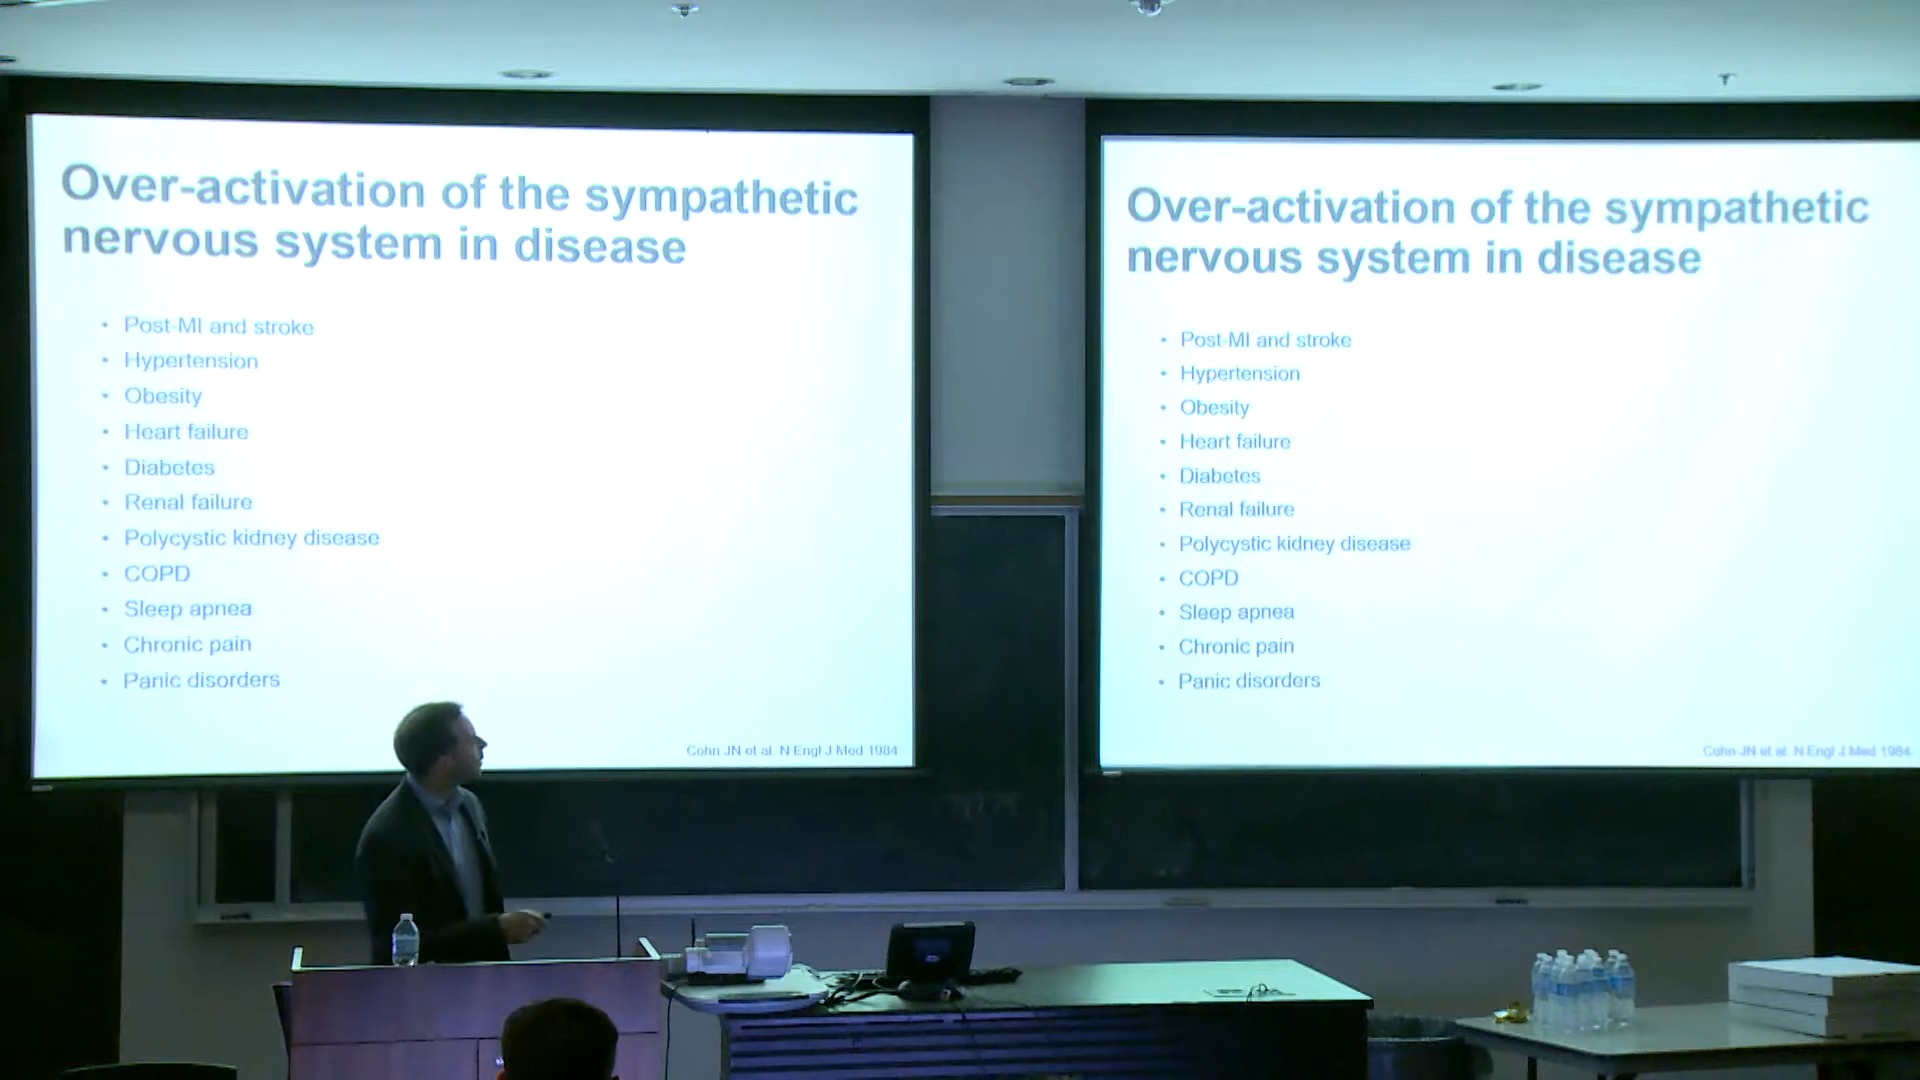 Over-activation of the sympathetic
nervous system in disease
• Post-MI and stroke
• Hypertension
• Obesity
• Heart failure
• Diabetes
• Renal failure
• Polycystic kidney disease
• COPD
• Sleep apnea
• Chronic pain
• Panic disorders
Cohn JN et al. N Engl J Med 1984
Over-activation of the sympathetic
nervous system in disease
• Post-MI and stroke
• Hypertension
• Obesity
• Heart failure
• Diabetes
• Renal failure
• Polycystic kidney disease
• COPD
• Sleep apnea
• Chronic pain
• Panic disorders
Cohn JN et al. N Engl J Med 1984